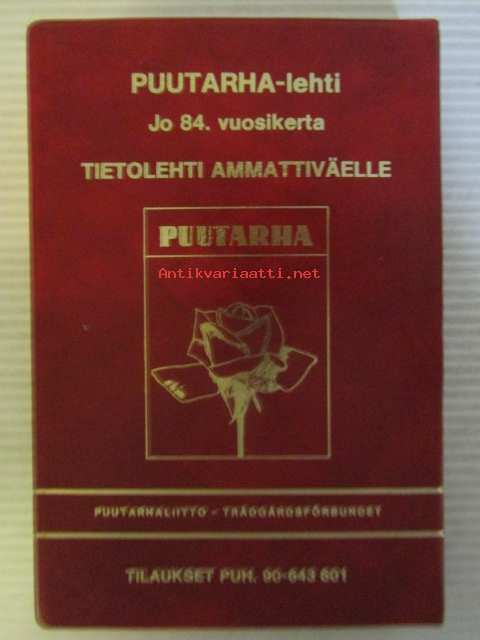 PUUTARHA-lehti
Jo 84. vuosikerta
TIETOLEHTI AMMATTIVÄELLE
PUUTARHA
Antikvariaatti.net
PUUTARHALIITTO - TRÄDGÅRDSFÖRBUNDET
TILAUKSET PUH. 90-643 601